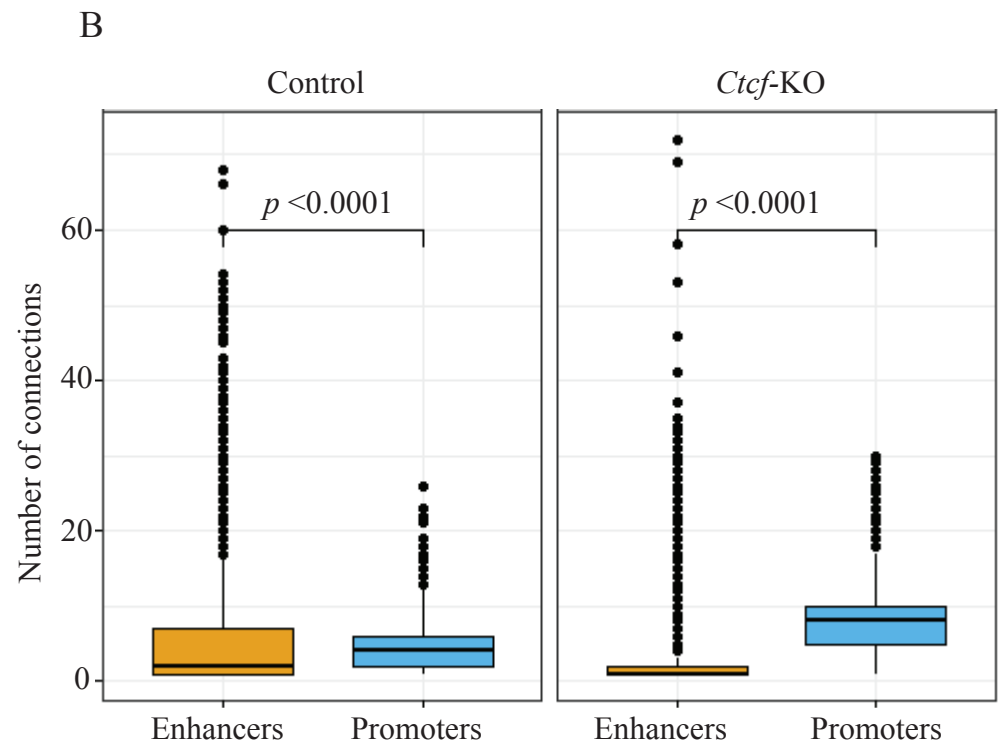 B
Control
Ctcf-KO
p <0.0001
p <0.0001
Number of connections
60
40
20
0
Enhancers
Promoters
Enhancers
Promoters